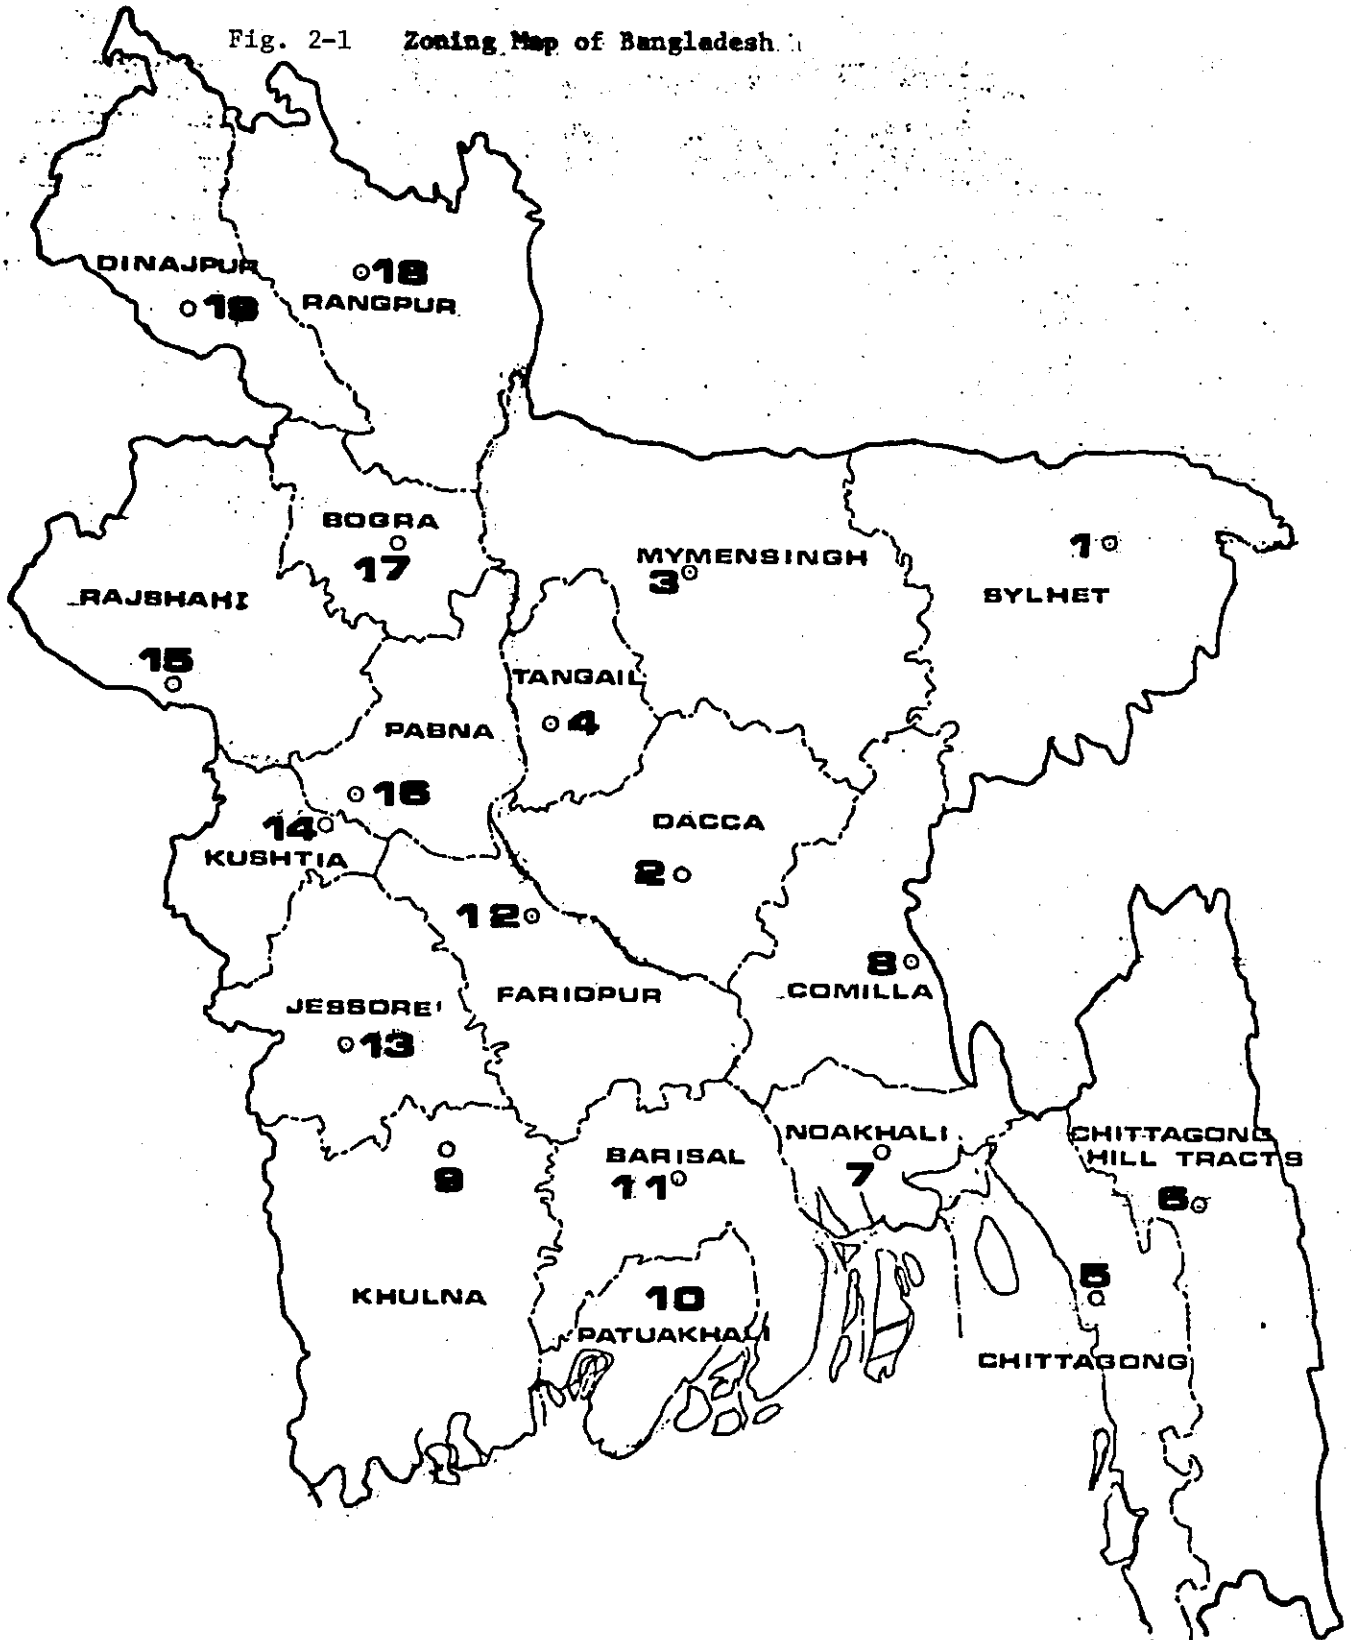 Fig. 2-1 Zoning Map of Bangladesh
DINAJPUR
19
18
RANGPUR
BOGRA
17
MYMENSINGH
3
1
SYLHET
RAJSHAHI
15
TANGAIL
4
PABNA
16
14
KUSHTIA
DACCA
2
12
FARIDPUR
8
COMILLA
JESSORE
13
NOAKHALI
7
CHITTAGONG
HILL TRACTS
6
BARISAL
11
9
KHULNA
10
PATUAKHALI
5
CHITTAGONG